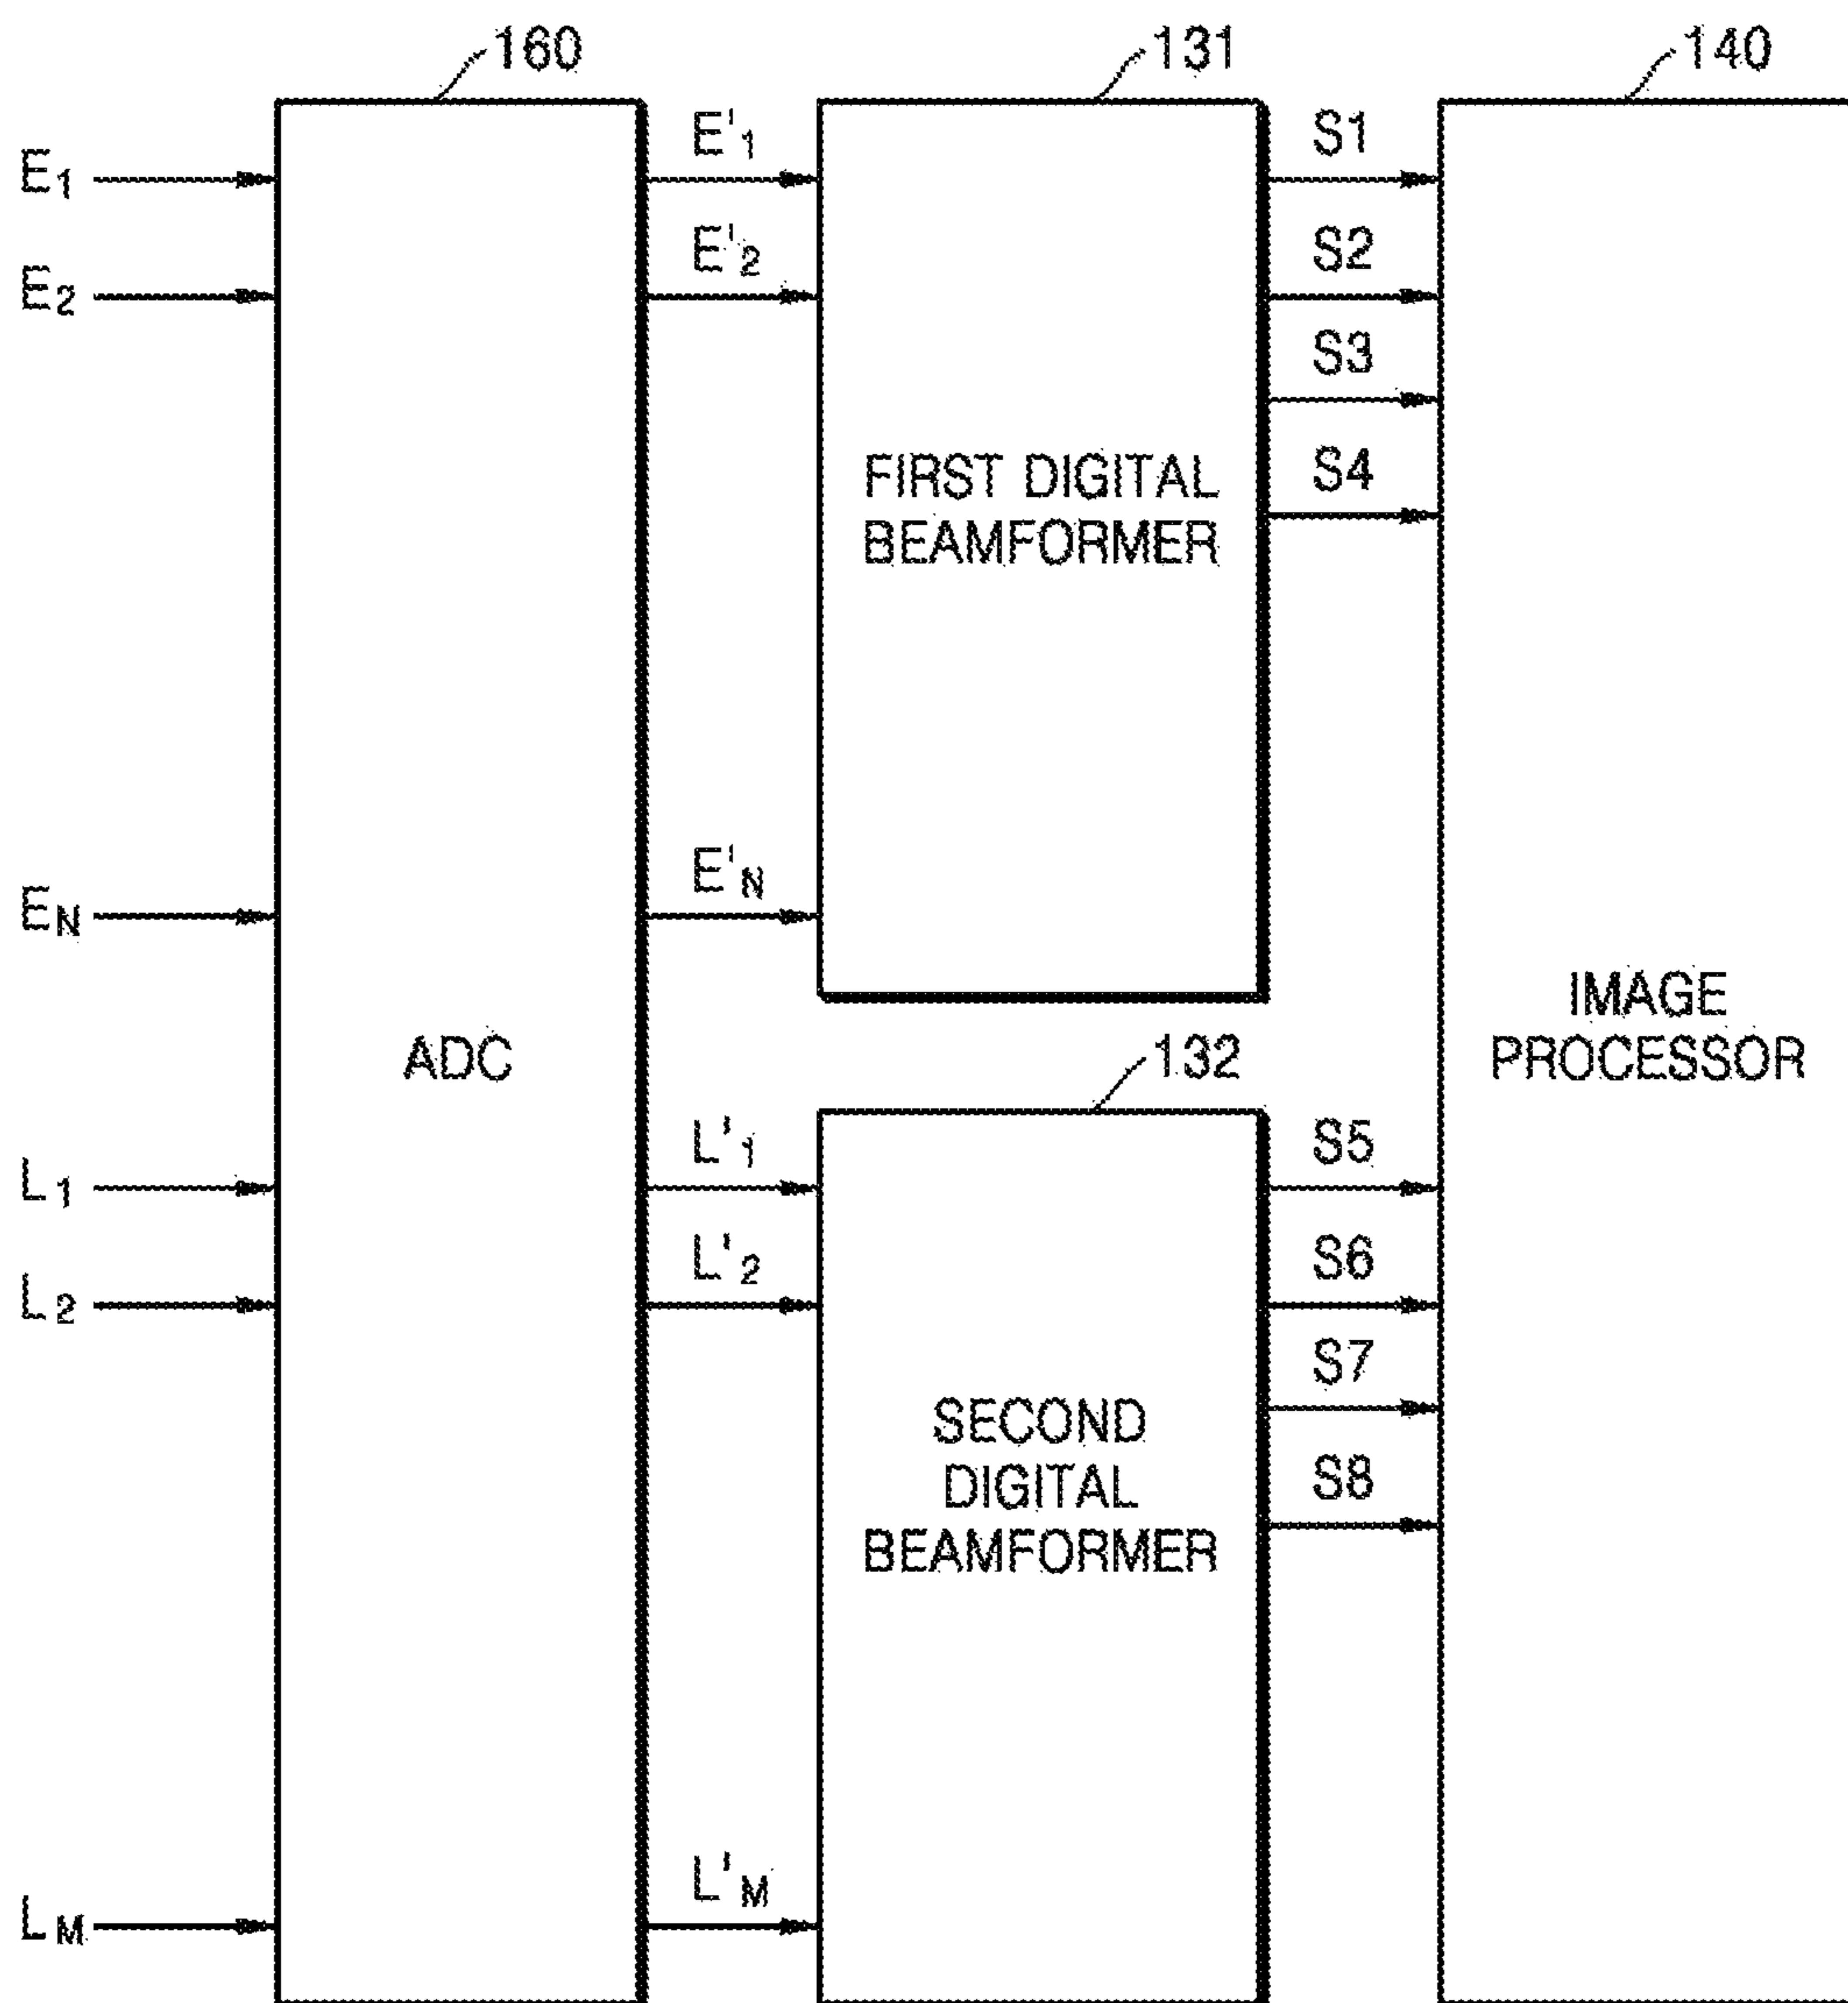 160
131
140
E1
E2
EN
L1
L2
LM
ADC
E'1
E'2
E'N
L'1
L'2
L'M
FIRST DIGITAL
BEAMFORMER
132
SECOND
DIGITAL
BEAMFORMER
S1
S2
S3
S4
S5
S6
S7
S8
IMAGE
PROCESSOR